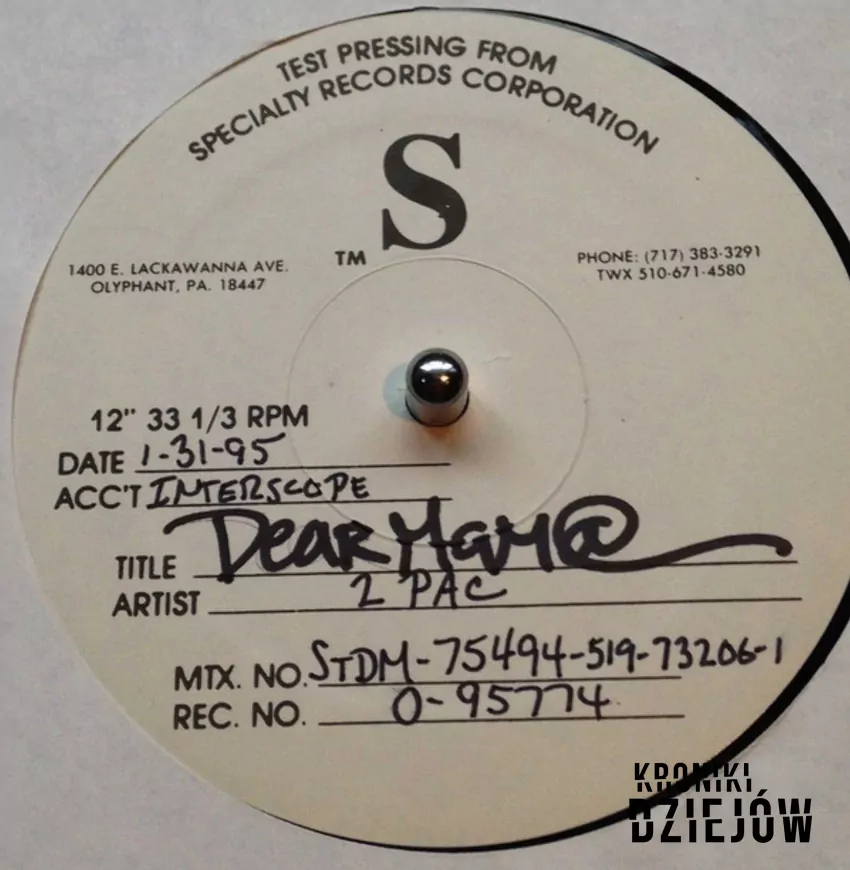 TEST PRESSING FROM
SPECIALTY RECORDS CORPORATION
S
TM
1400 E. LACKAWANNA AVE.
OLYPHANT, PA. 18447
PHONE: (717) 383-3291
TWX 510-671-4580
12" 33 1/3 RPM
DATE 1-31-95
ACC'T INTERSCOPE
TITLE Dear Mama
ARTIST 2 PAC
MTX. NO. STDM-75494-519-73206-1
REC. NO. 0-95774
KRONIKI
DZIEJÓW